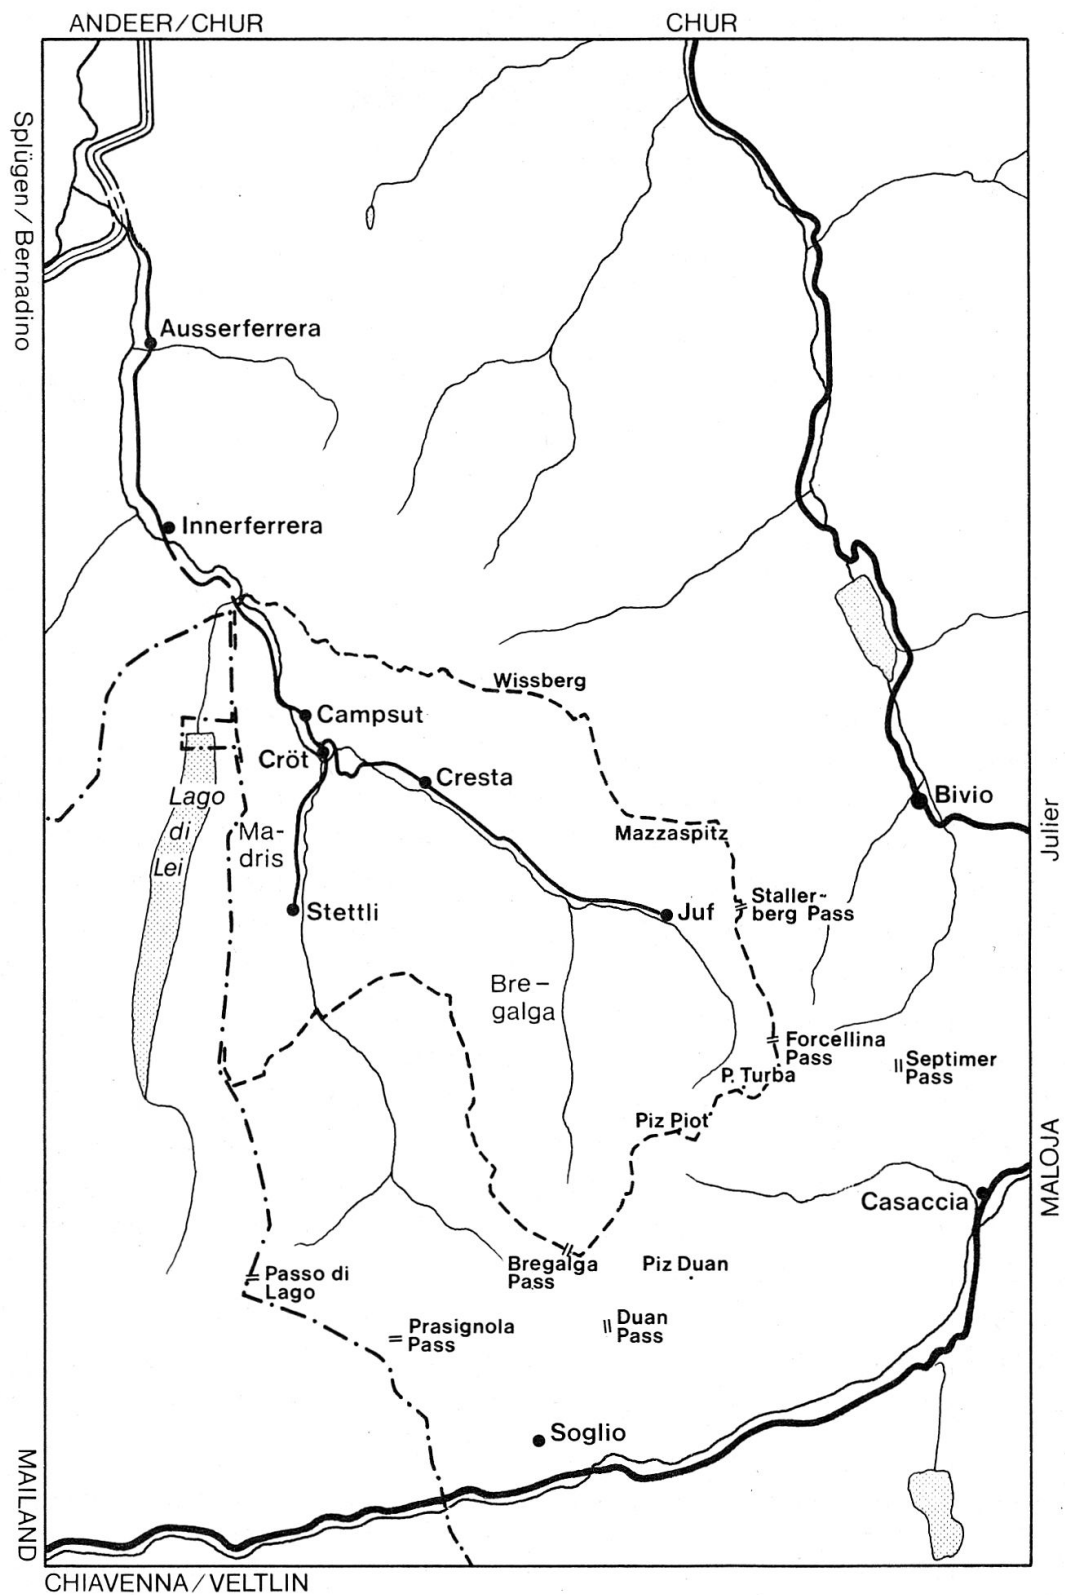 ANDEER/CHUR
CHUR
Splügen/Bernadino
Ausserferrera
Innerferrera
Wissberg
Campsut
Cröt
Cresta
Lago
di
Lei
Ma-
dris
Bivio
Mazzaspitz
Julier
Staller-
berg Pass
Stettli
Juf
Bre-
galga
Forcellina
Pass
Septimer
Pass
P. Turba
Piz Piot
MALOJA
Casaccia
Bregalga
Pass
Piz Duan
Passo di
Lago
Prasignola
Pass
Duan
Pass
Soglio
MAILAND
CHIAVENNA/VELTLIN